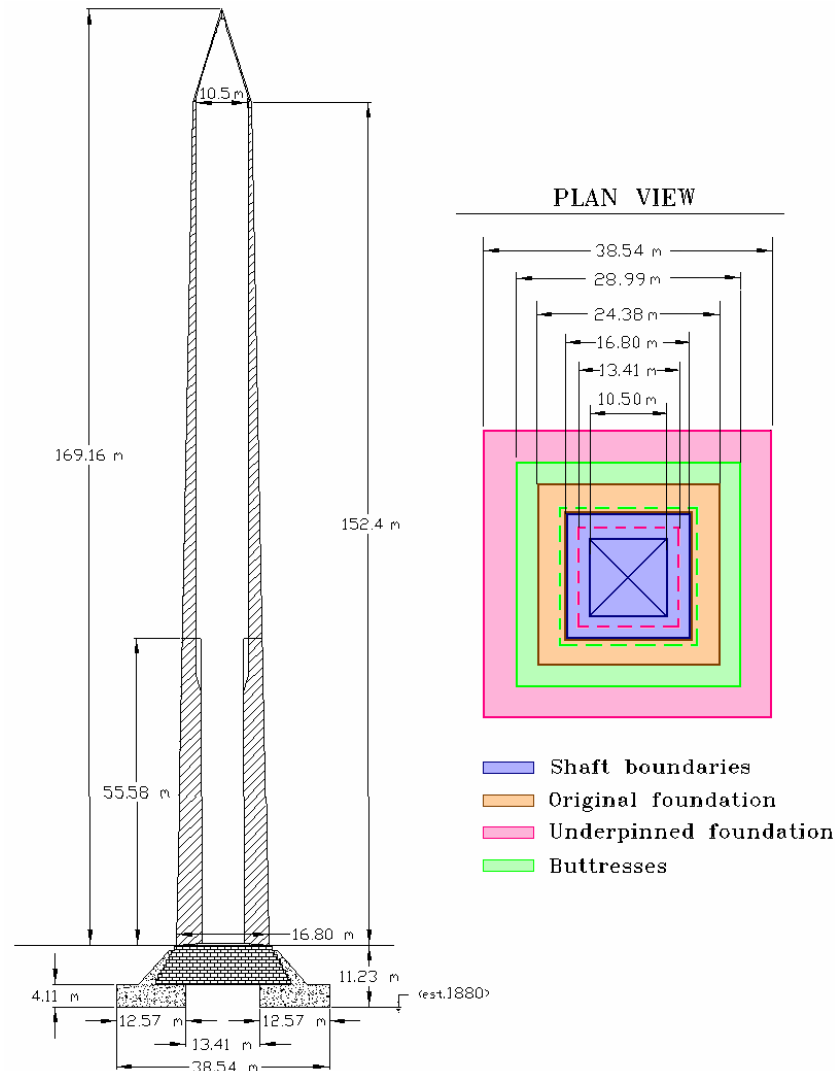 10.5 m
169.16 m
152.4 m
55.58 m
16.80 m
11.23 m
4.11 m
(est.1880)
12.57 m
12.57 m
13.41 m
38.54 m
PLAN VIEW
38.54 m
28.99 m
24.38 m
16.80 m
13.41 m
10.50 m
Shaft boundaries
Original foundation
Underpinned foundation
Buttresses